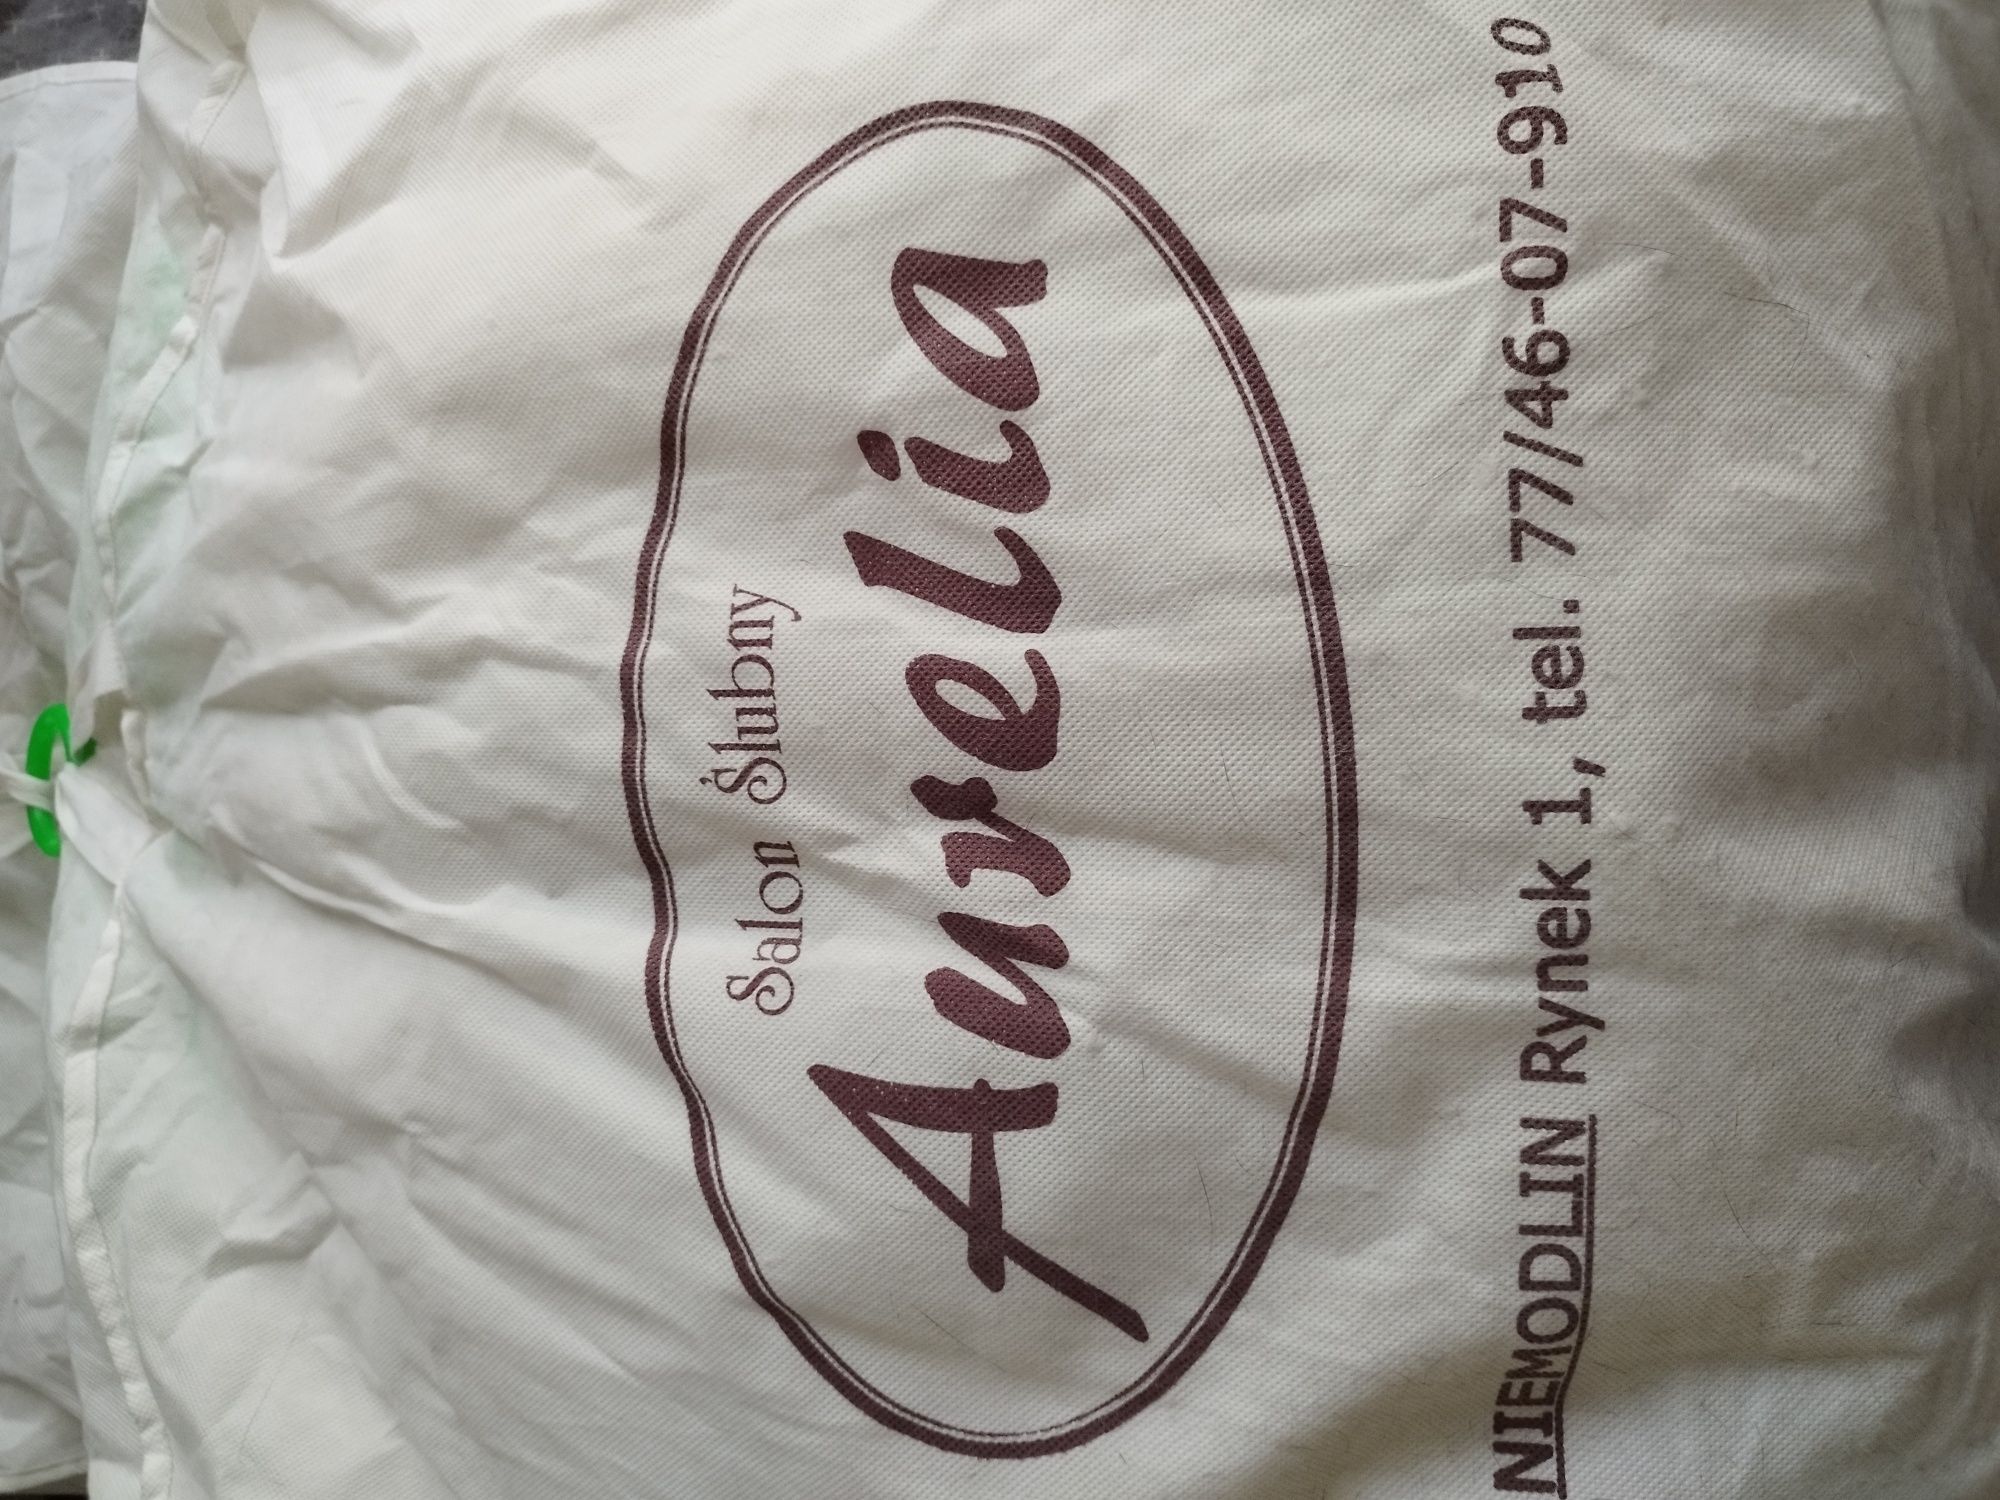 Salon Ślubny
Aurelia
NIEMODLIN Rynek 1, tel. 77/46-07-910